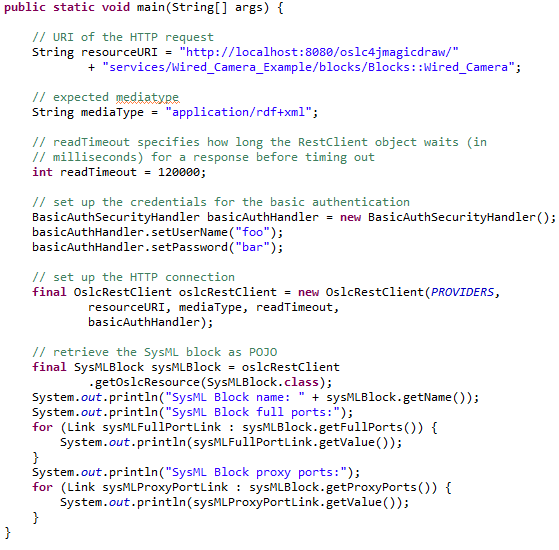 public static void main(String[] args) {
// URI of the HTTP request
String resourceURI = "http://localhost:8080/oslc4jmagicdraw/"
+ "services/Wired_Camera_Example/blocks/Blocks::Wired_Camera";
// expected mediatype
String mediaType = "application/rdf+xml";
// readTimeout specifies how long the RestClient object waits (in
// milliseconds) for a response before timing out
int readTimeout = 120000;
// set up the credentials for the basic authentication
BasicAuthSecurityHandler basicAuthHandler = new BasicAuthSecurityHandler();
basicAuthHandler.setUserName("foo");
basicAuthHandler.setPassword("bar");
// set up the HTTP connection
final OslcRestClient oslcRestClient = new OslcRestClient(PROVIDERS,
resourceURI, mediaType, readTimeout,
basicAuthHandler);
// retrieve the SysML block as POJO
final SysMLBlock sysMLBlock = oslcRestClient
.getOslcResource(SysMLBlock.class);
System.out.println("SysML Block name: " + sysMLBlock.getName());
System.out.println("SysML Block full ports:");
for (Link sysMLFullPortLink : sysMLBlock.getFullPorts()) {
System.out.println(sysMLFullPortLink.getValue());
}
System.out.println("SysML Block proxy ports:");
for (Link sysMLProxyPortLink : sysMLBlock.getProxyPorts()) {
System.out.println(sysMLProxyPortLink.getValue());
}
}